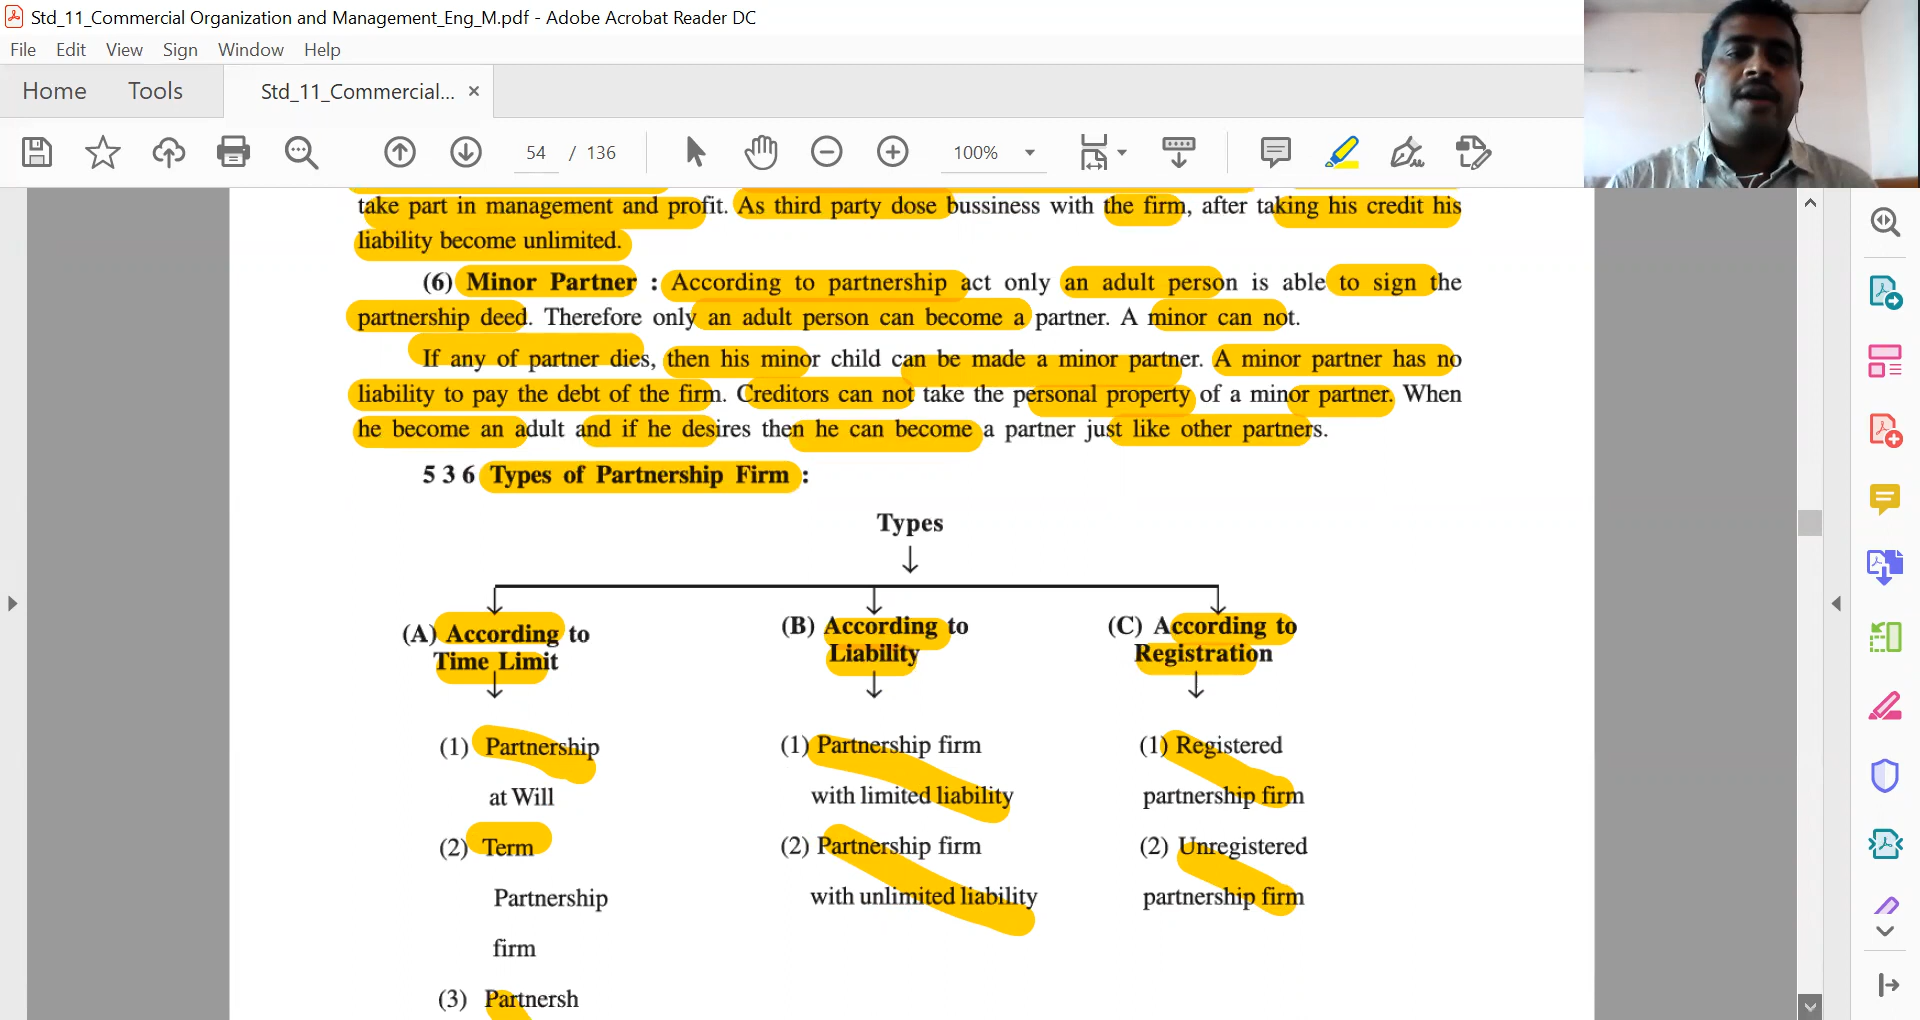 Std_11_Commercial Organization and Management_Eng_M.pdf - Adobe Acrobat Reader DC
File Edit View Sign Window Help
Home Tools Std_11_Commercial... ×
54 / 136 100%
take part in management and profit. As third party dose bussiness with the firm, after taking his credit his
liability become unlimited.
(6) Minor Partner : According to partnership act only an adult person is able to sign the
partnership deed. Therefore only an adult person can become a partner. A minor can not.
If any of partner dies, then his minor child can be made a minor partner. A minor partner has no
liability to pay the debt of the firm. Creditors can not take the personal property of a minor partner. When
he become an adult and if he desires then he can become a partner just like other partners.
5 3 6 Types of Partnership Firm :
Types
(A) According to
Time Limit
(1) Partnership
at Will
(2) Term
Partnership
firm
(3) Partnersh
(B) According to
Liability
(1) Partnership firm
with limited liability
(2) Partnership firm
with unlimited liability
(C) According to
Registration
(1) Registered
partnership firm
(2) Unregistered
partnership firm